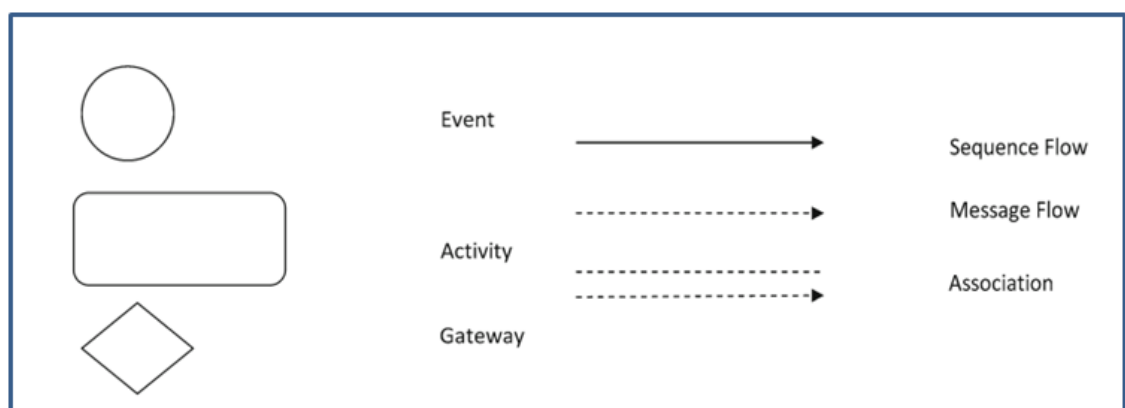 Event
Activity
Gateway
Sequence Flow
Message Flow
Association